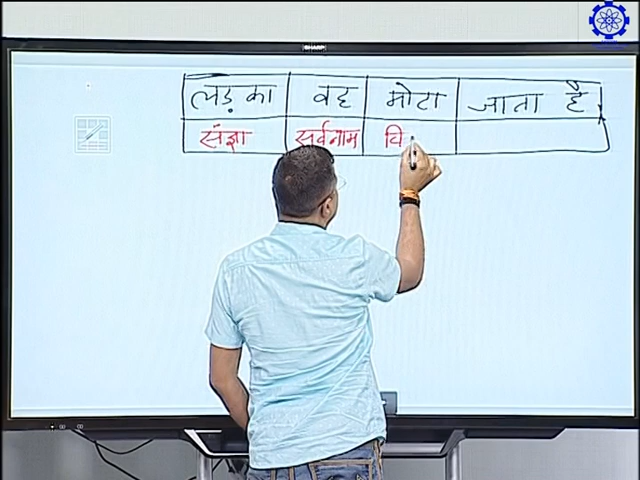 SHARP
लड़का वह मोटा जाता है
संज्ञा सर्वनाम वि